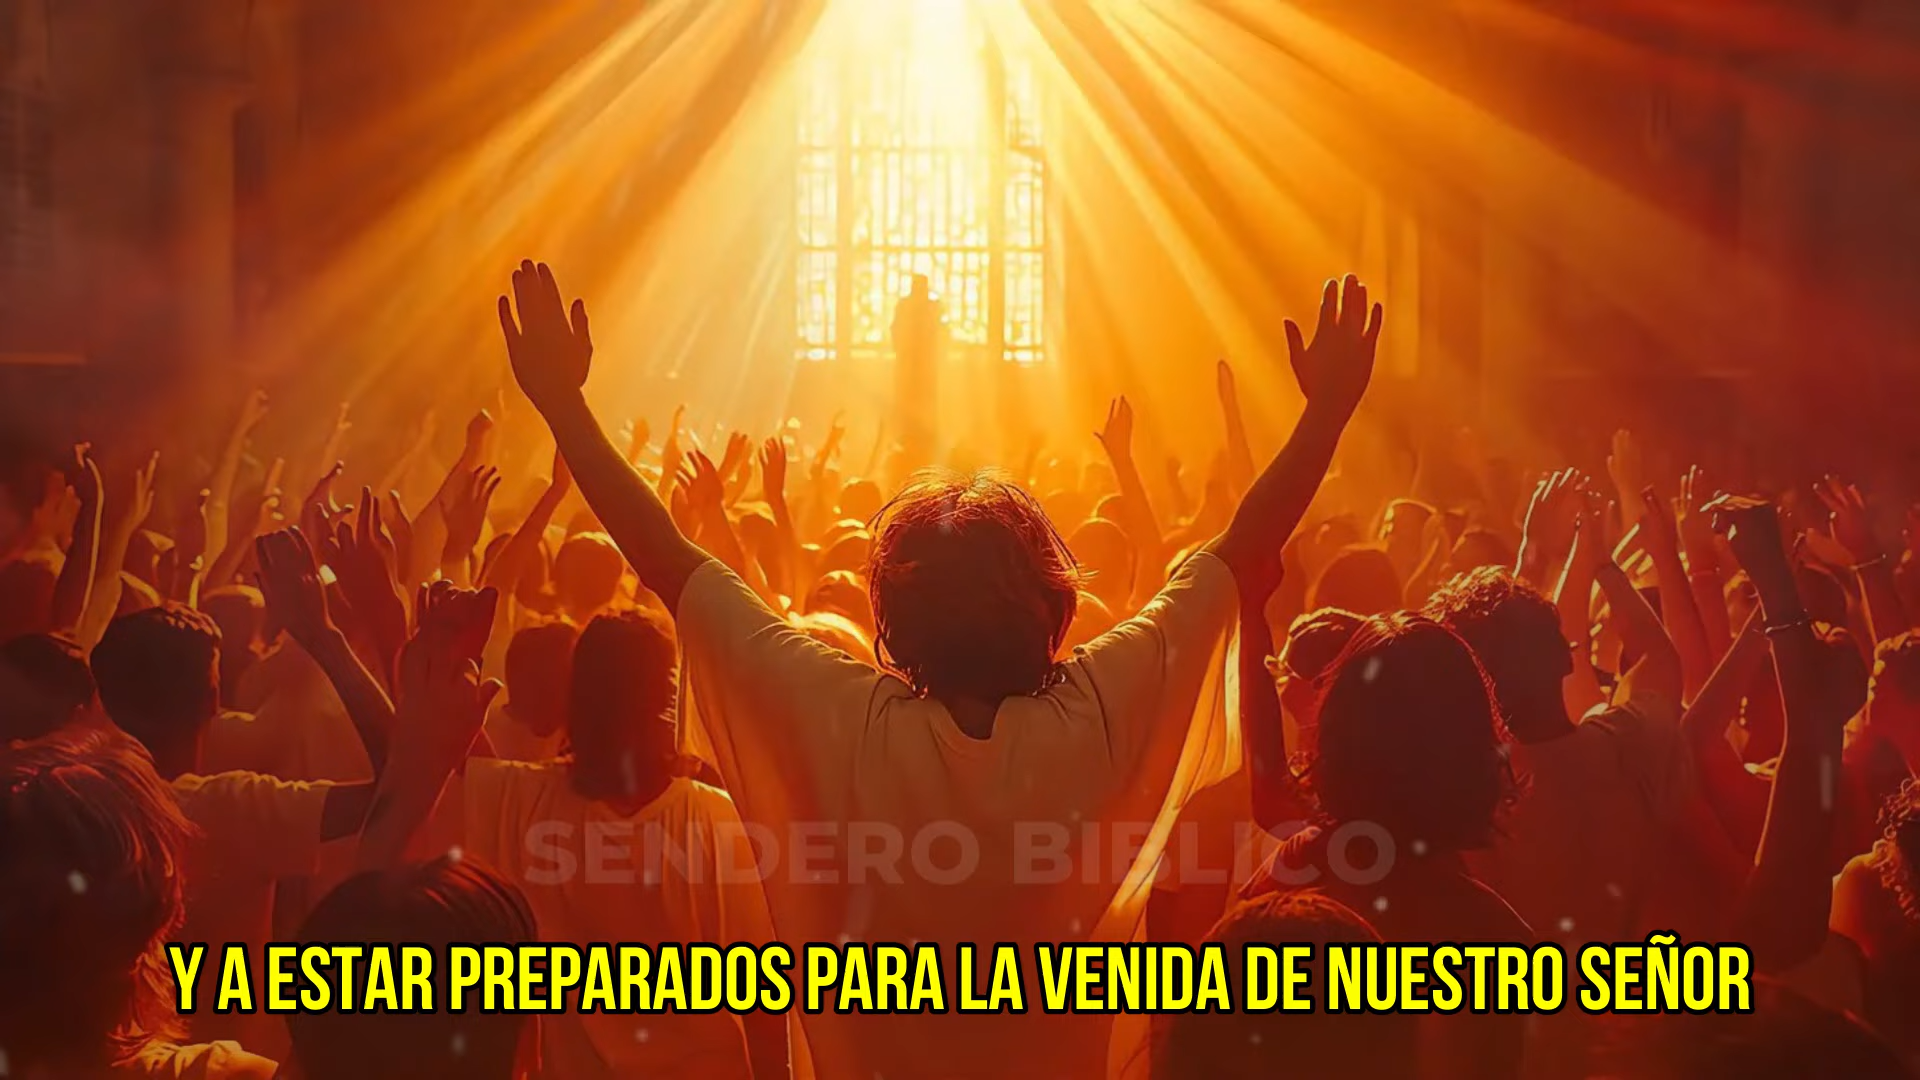 SENDERO BIBLICO
Y A ESTAR PREPARADOS PARA LA VENIDA DE NUESTRO SEÑOR